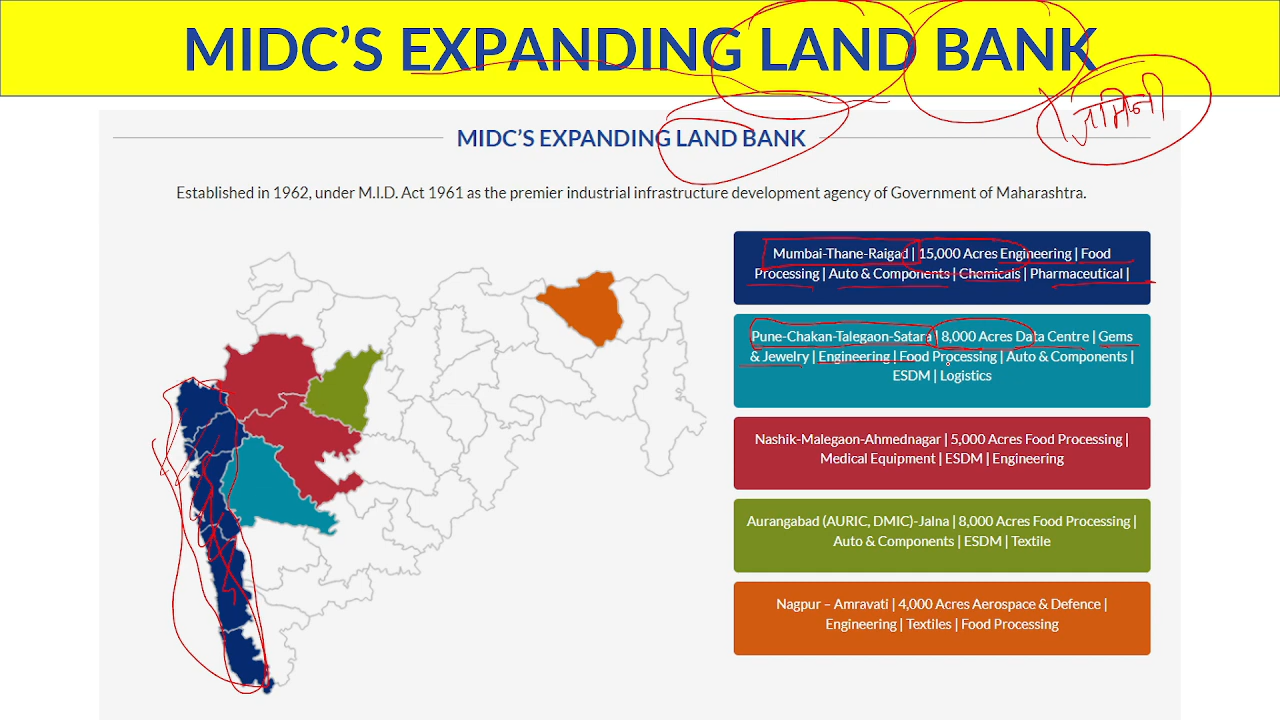 MIDC'S EXPANDING LAND BANK
जमिनी
MIDC'S EXPANDING LAND BANK
Established in 1962, under M.I.D. Act 1961 as the premier industrial infrastructure development agency of Government of Maharashtra.
Mumbai-Thane-Raigad | 15,000 Acres Engineering | Food
Processing | Auto & Components | Chemicals | Pharmaceutical |
Pune-Chakan-Talegaon-Satara | 8,000 Acres Data Centre | Gems
& Jewelry | Engineering | Food Processing | Auto & Components |
ESDM | Logistics
Nashik-Malegaon-Ahmednagar | 5,000 Acres Food Processing |
Medical Equipment | ESDM | Engineering
Aurangabad (AURIC, DMIC)-Jalna | 8,000 Acres Food Processing |
Auto & Components | ESDM | Textile
Nagpur – Amravati | 4,000 Acres Aerospace & Defence |
Engineering | Textiles | Food Processing